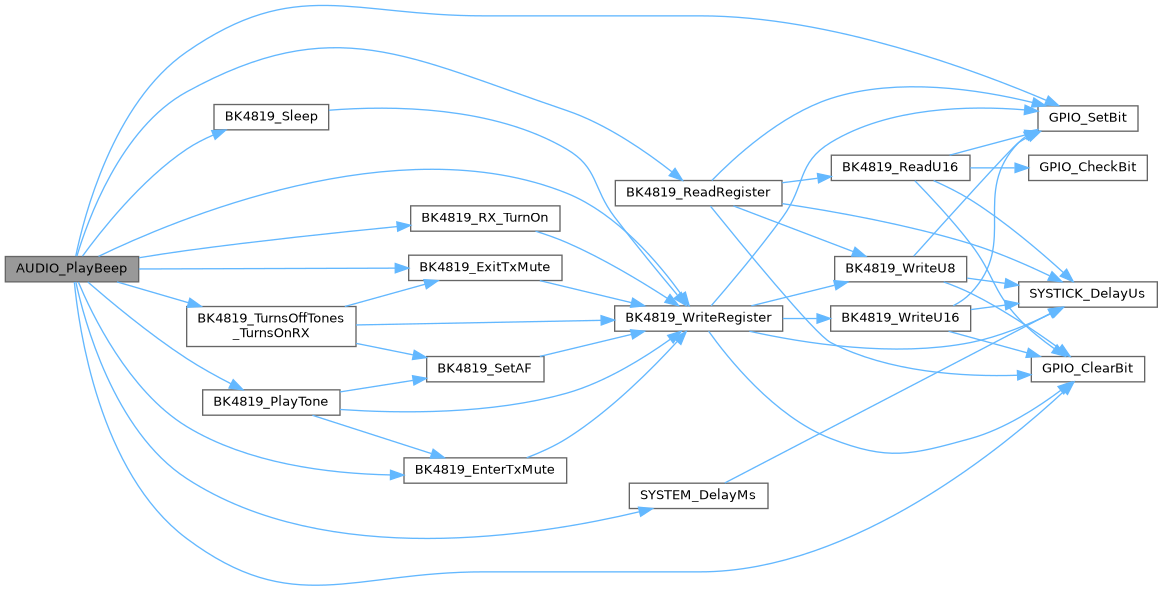 AUDIO_PlayBeep
BK4819_Sleep
BK4819_RX_TurnOn
BK4819_ExitTxMute
BK4819_TurnsOffTones
_TurnsOnRX
BK4819_SetAF
BK4819_PlayTone
BK4819_EnterTxMute
BK4819_ReadRegister
BK4819_WriteRegister
SYSTEM_DelayMs
BK4819_ReadU16
BK4819_WriteU8
BK4819_WriteU16
GPIO_SetBit
GPIO_CheckBit
SYSTICK_DelayUs
GPIO_ClearBit